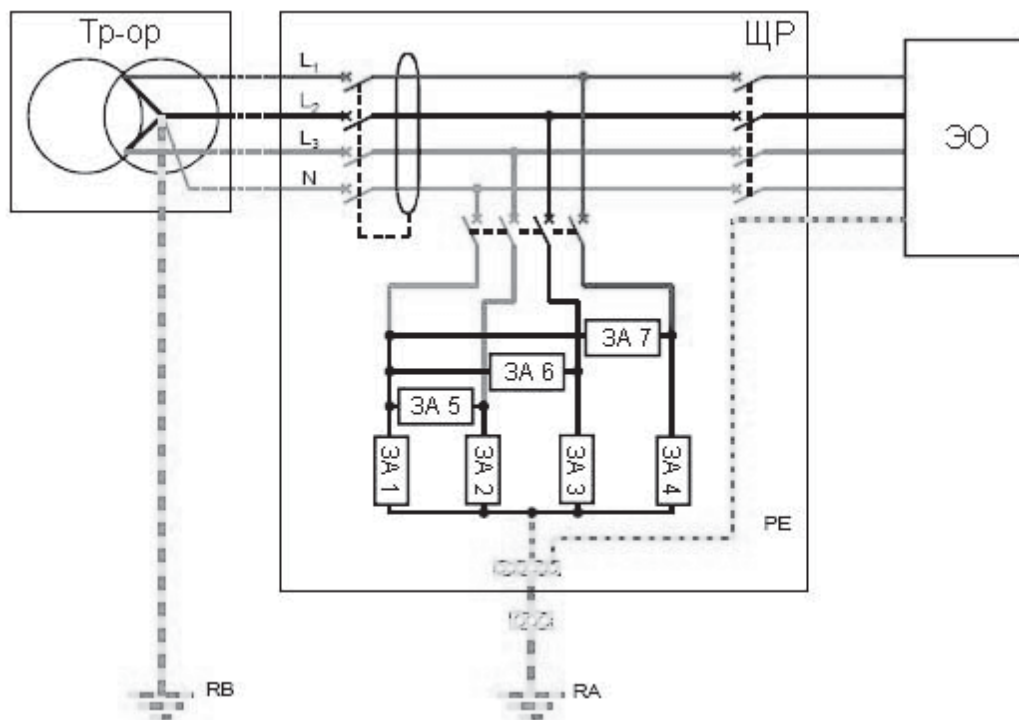 Тр-ор
ЩР
L₁
L₂
L₃
N
ЭО
ЗА 7
ЗА 6
ЗА 5
ЗА 1
ЗА 2
ЗА 3
ЗА 4
PE
RB
RA